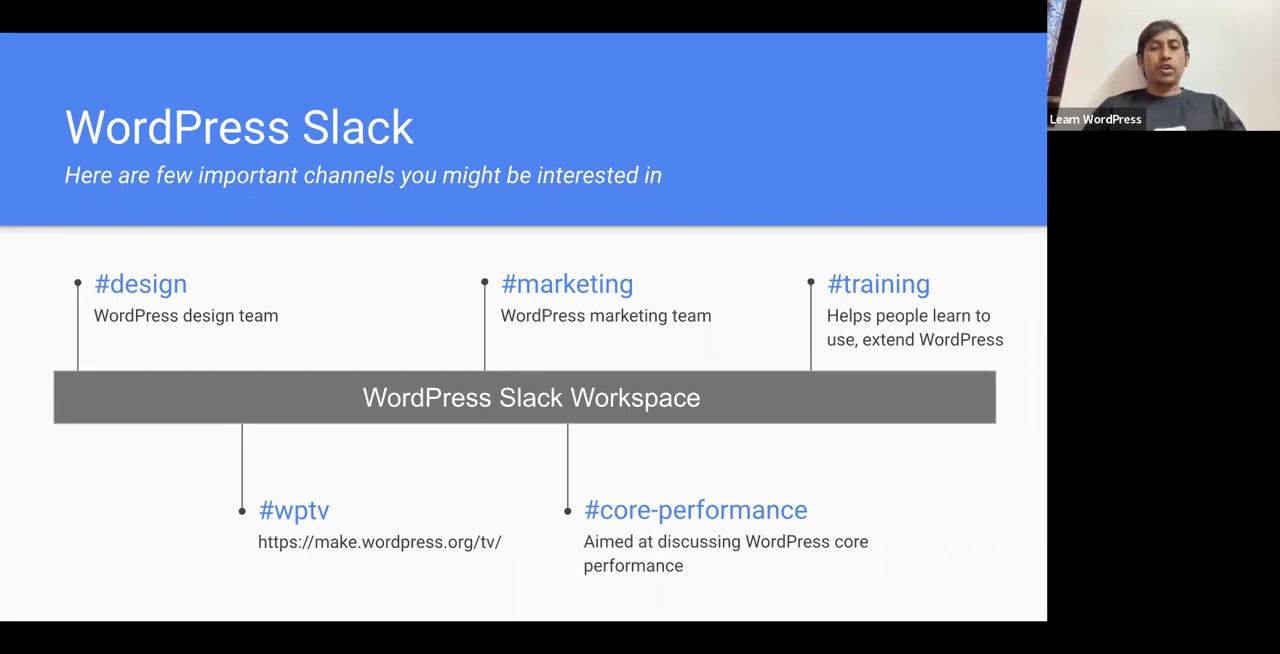 WordPress Slack
Here are few important channels you might be interested in
Learn WordPress
#design
WordPress design team
#marketing
WordPress marketing team
#training
Helps people learn to
use, extend WordPress
WordPress Slack Workspace
#wptv
https://make.wordpress.org/tv/
#core-performance
Aimed at discussing WordPress core
performance